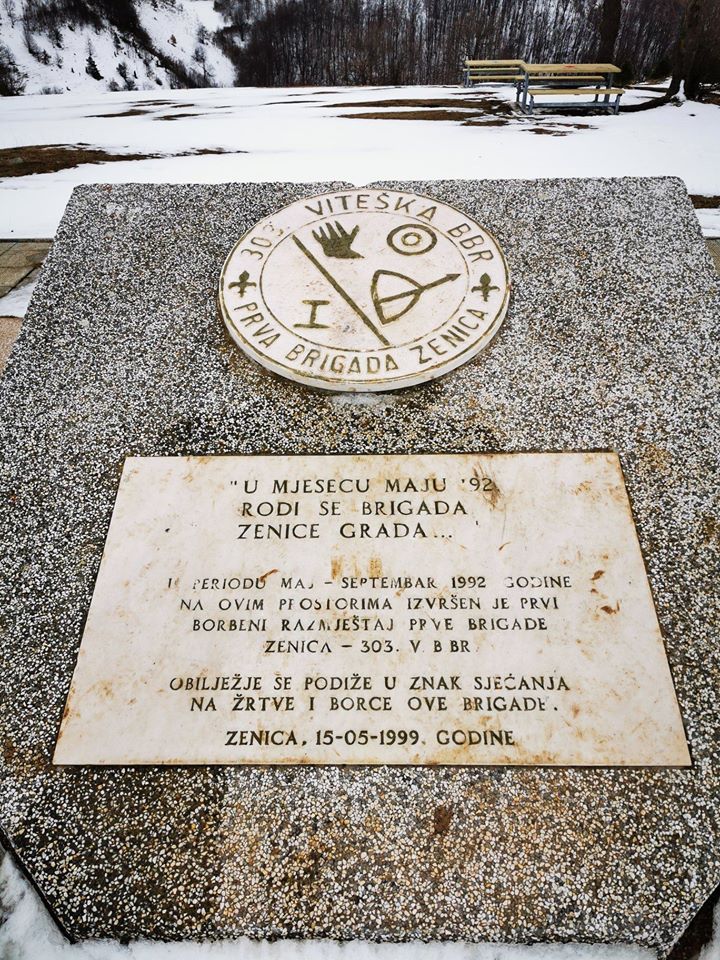 303. VITEŠKA BBR
I
PRVA BRIGADA ZENICA
"U MJESECU MAJU '92
RODI SE BRIGADA
ZENICE GRADA... "
U PERIODU MAJ - SEPTEMBAR 1992 GODINE
NA OVIM PROSTORIMA IZVRŠEN JE PRVI
BORBENI RAZMJEŠTAJ PRVE BRIGADE
ZENICA - 303. V. BBR.
OBILJEŽJE SE PODIŽE U ZNAK SJEĆANJA
NA ŽRTVE I BORCE OVE BRIGADE.
ZENICA, 15-05-1999. GODINE